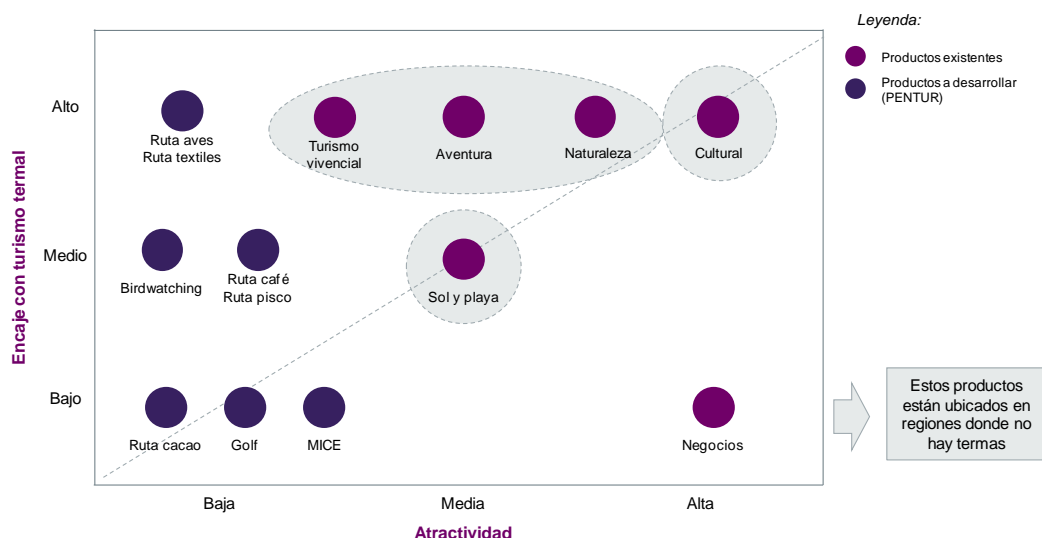 Leyenda:
Productos existentes
Productos a desarrollar
(PENTUR)
Encaje con turismo termal
Alto
Ruta aves
Ruta textiles
Turismo
vivencial
Aventura
Naturaleza
Cultural
Medio
Birdwatching
Ruta café
Ruta pisco
Sol y playa
Bajo
Ruta cacao
Golf
MICE
Negocios
Estos productos
están ubicados en
regiones donde no
hay termas
Baja
Media
Alta
Atractividad